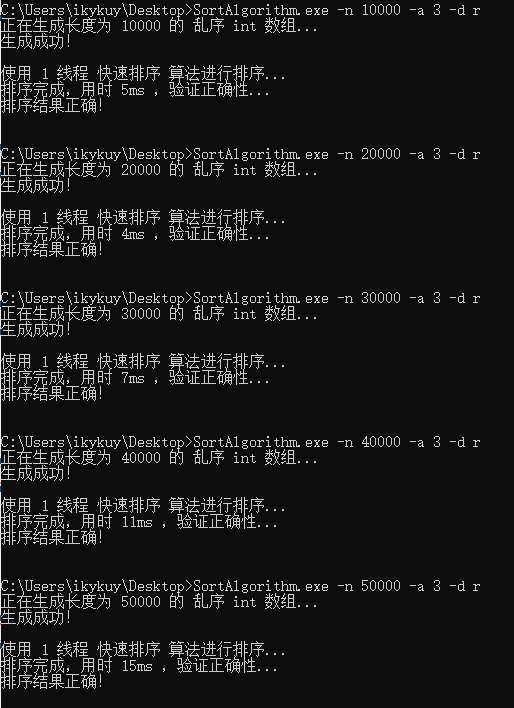 C:\Users\ikykuy\Desktop>SortAlgorithm.exe -n 10000 -a 3 -d r
正在生成长度为 10000 的 乱序 int 数组...
生成成功!
使用 1 线程 快速排序 算法进行排序...
排序完成, 用时 5ms , 验证正确性...
排序结果正确!
C:\Users\ikykuy\Desktop>SortAlgorithm.exe -n 20000 -a 3 -d r
正在生成长度为 20000 的 乱序 int 数组...
生成成功!
使用 1 线程 快速排序 算法进行排序...
排序完成, 用时 4ms , 验证正确性...
排序结果正确!
C:\Users\ikykuy\Desktop>SortAlgorithm.exe -n 30000 -a 3 -d r
正在生成长度为 30000 的 乱序 int 数组...
生成成功!
使用 1 线程 快速排序 算法进行排序...
排序完成, 用时 7ms , 验证正确性...
排序结果正确!
C:\Users\ikykuy\Desktop>SortAlgorithm.exe -n 40000 -a 3 -d r
正在生成长度为 40000 的 乱序 int 数组...
生成成功!
使用 1 线程 快速排序 算法进行排序...
排序完成, 用时 11ms , 验证正确性...
排序结果正确!
C:\Users\ikykuy\Desktop>SortAlgorithm.exe -n 50000 -a 3 -d r
正在生成长度为 50000 的 乱序 int 数组...
生成成功!
使用 1 线程 快速排序 算法进行排序...
排序完成, 用时 15ms , 验证正确性...
排序结果正确!